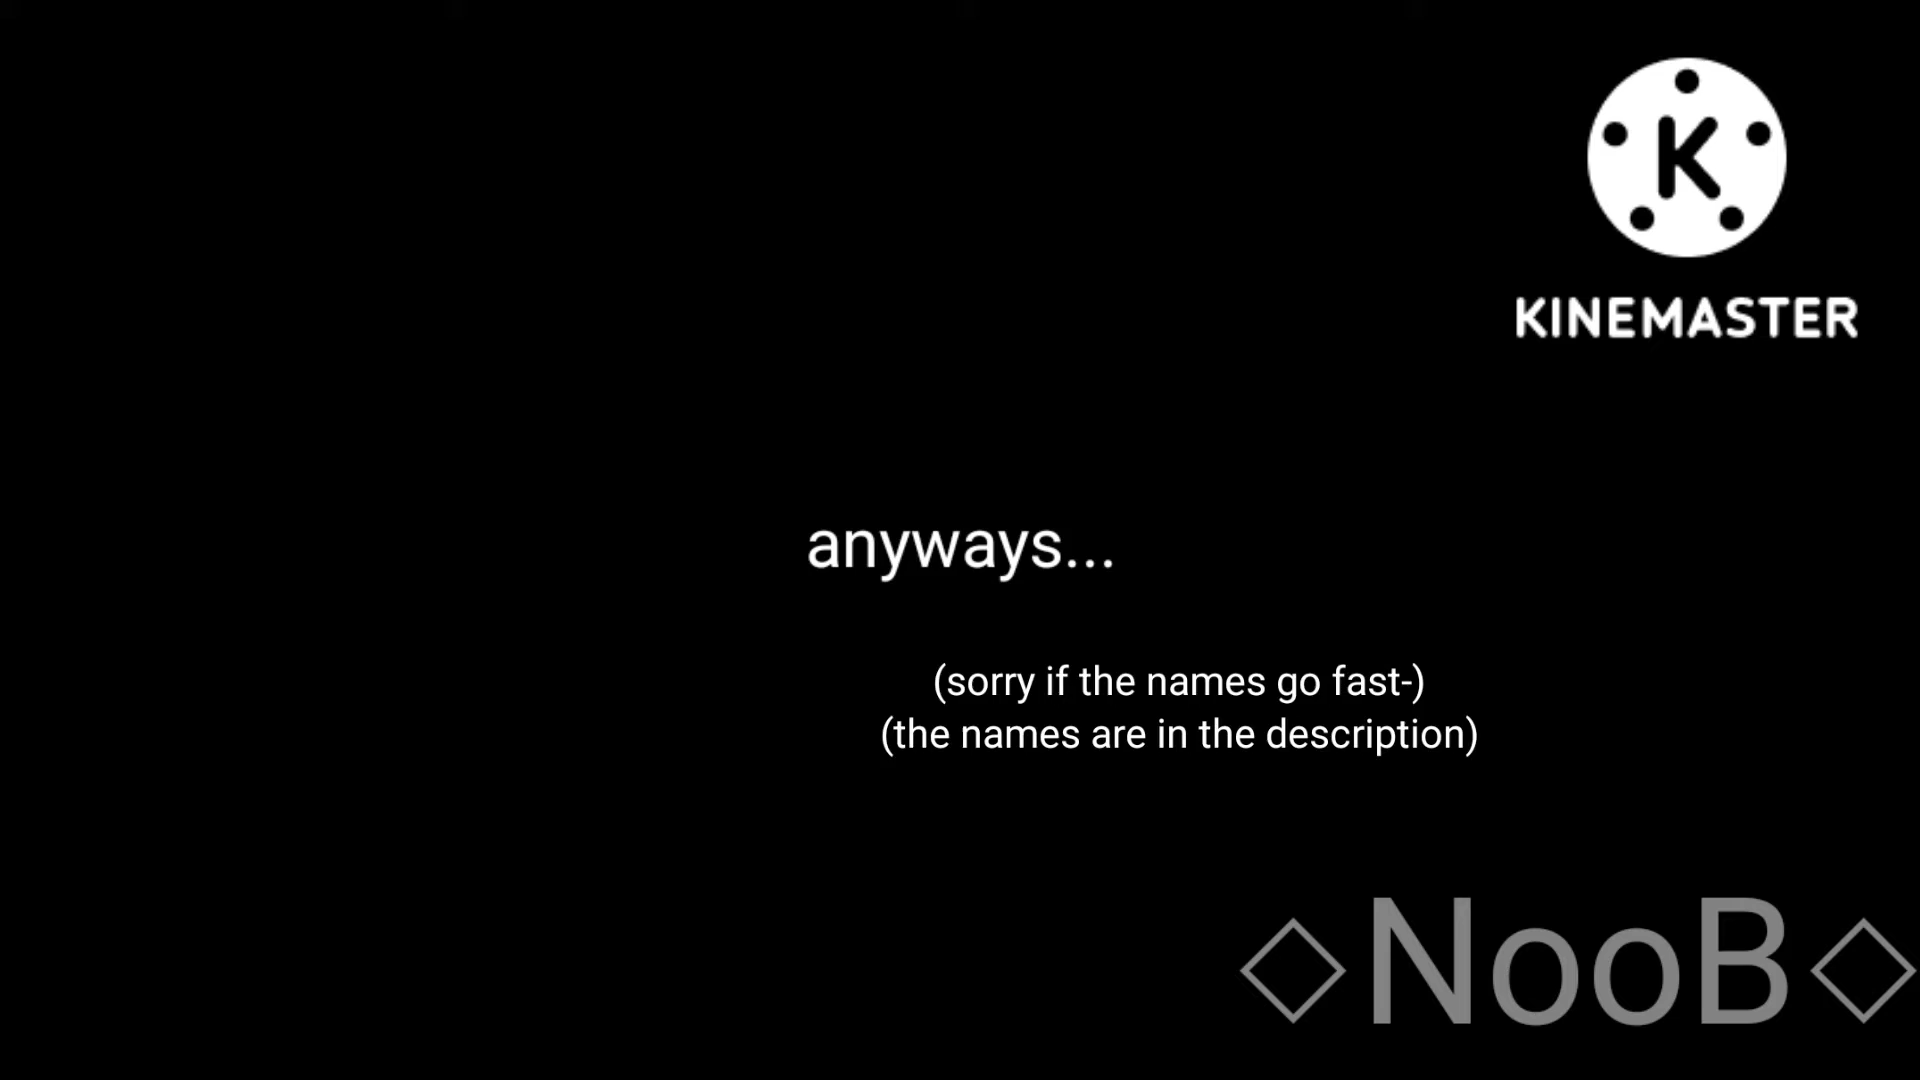 K
KINEMASTER
anyways...
(sorry if the names go fast-)
(the names are in the description)
◇NooB◇